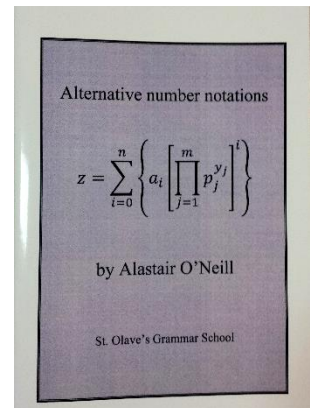 Alternative number notations
z = \sum_{i=0}^{n} \left\{ a_i \left[ \prod_{j=1}^{m} p_j^{y_j} \right]^i \right\}
by Alastair O'Neill
St. Olave's Grammar School